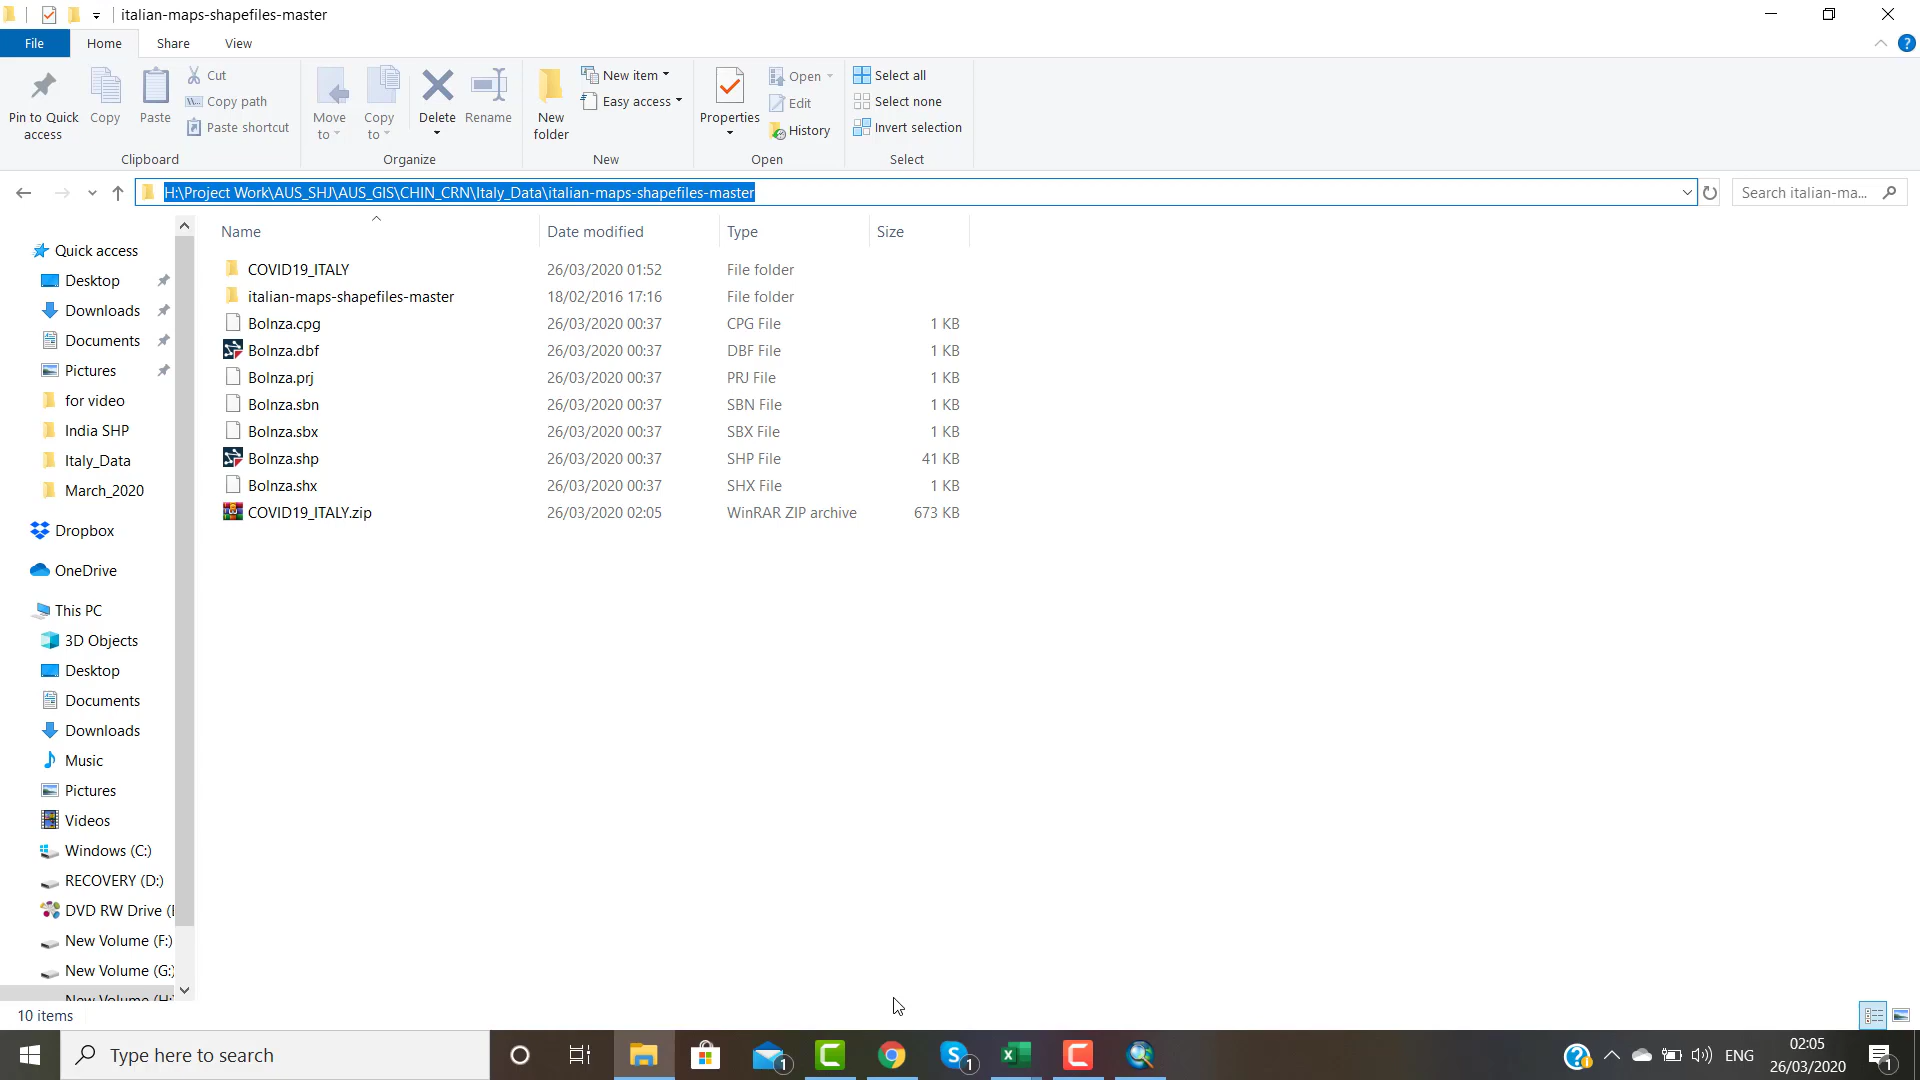 italian-maps-shapefiles-master
File Home Share View
Pin to Quick access
Copy
Paste
Cut
Copy path
Paste shortcut
Clipboard
Move to
Copy to
Delete
Rename
Organize
New folder
New item
Easy access
New
Properties
Open
Edit
History
Open
Select all
Select none
Invert selection
Select
H:\Project Work\AUS_SHJ\AUS_GIS\CHIN_CRN\Italy_Data\italian-maps-shapefiles-master
Search italian-ma...
Name Date modified Type Size
COVID19_ITALY 26/03/2020 01:52 File folder
italian-maps-shapefiles-master 18/02/2016 17:16 File folder
Bolnza.cpg 26/03/2020 00:37 CPG File 1 KB
Bolnza.dbf 26/03/2020 00:37 DBF File 1 KB
Bolnza.prj 26/03/2020 00:37 PRJ File 1 KB
Bolnza.sbn 26/03/2020 00:37 SBN File 1 KB
Bolnza.sbx 26/03/2020 00:37 SBX File 1 KB
Bolnza.shp 26/03/2020 00:37 SHP File 41 KB
Bolnza.shx 26/03/2020 00:37 SHX File 1 KB
COVID19_ITALY.zip 26/03/2020 02:05 WinRAR ZIP archive 673 KB
Quick access
Desktop
Downloads
Documents
Pictures
for video
India SHP
Italy_Data
March_2020
Dropbox
OneDrive
This PC
3D Objects
Desktop
Documents
Downloads
Music
Pictures
Videos
Windows (C:)
RECOVERY (D:)
DVD RW Drive (
New Volume (F:)
New Volume (G:)
New Volume (H:
10 items
Type here to search
1
1
ENG
02:05
26/03/2020
1